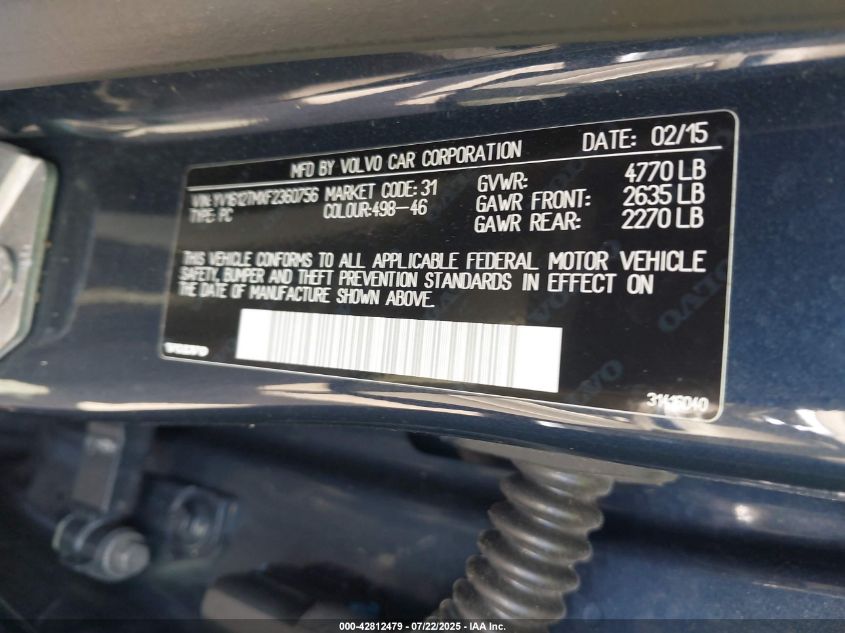 MFD BY VOLVO CAR CORPORATION DATE: 02/15
VIN: YV16127MXF2360756 MARKET CODE: 31 GVWR: 4770 LB
TYPE: PC COLOUR:498-46 GAWR FRONT: 2635 LB
GAWR REAR: 2270 LB
THIS VEHICLE CONFORMS TO ALL APPLICABLE FEDERAL MOTOR VEHICLE
SAFETY, BUMPER AND THEFT PREVENTION STANDARDS IN EFFECT ON
THE DATE OF MANUFACTURE SHOWN ABOVE.
VOLVO
000-42812479 - 07/22/2025 - IAA Inc.